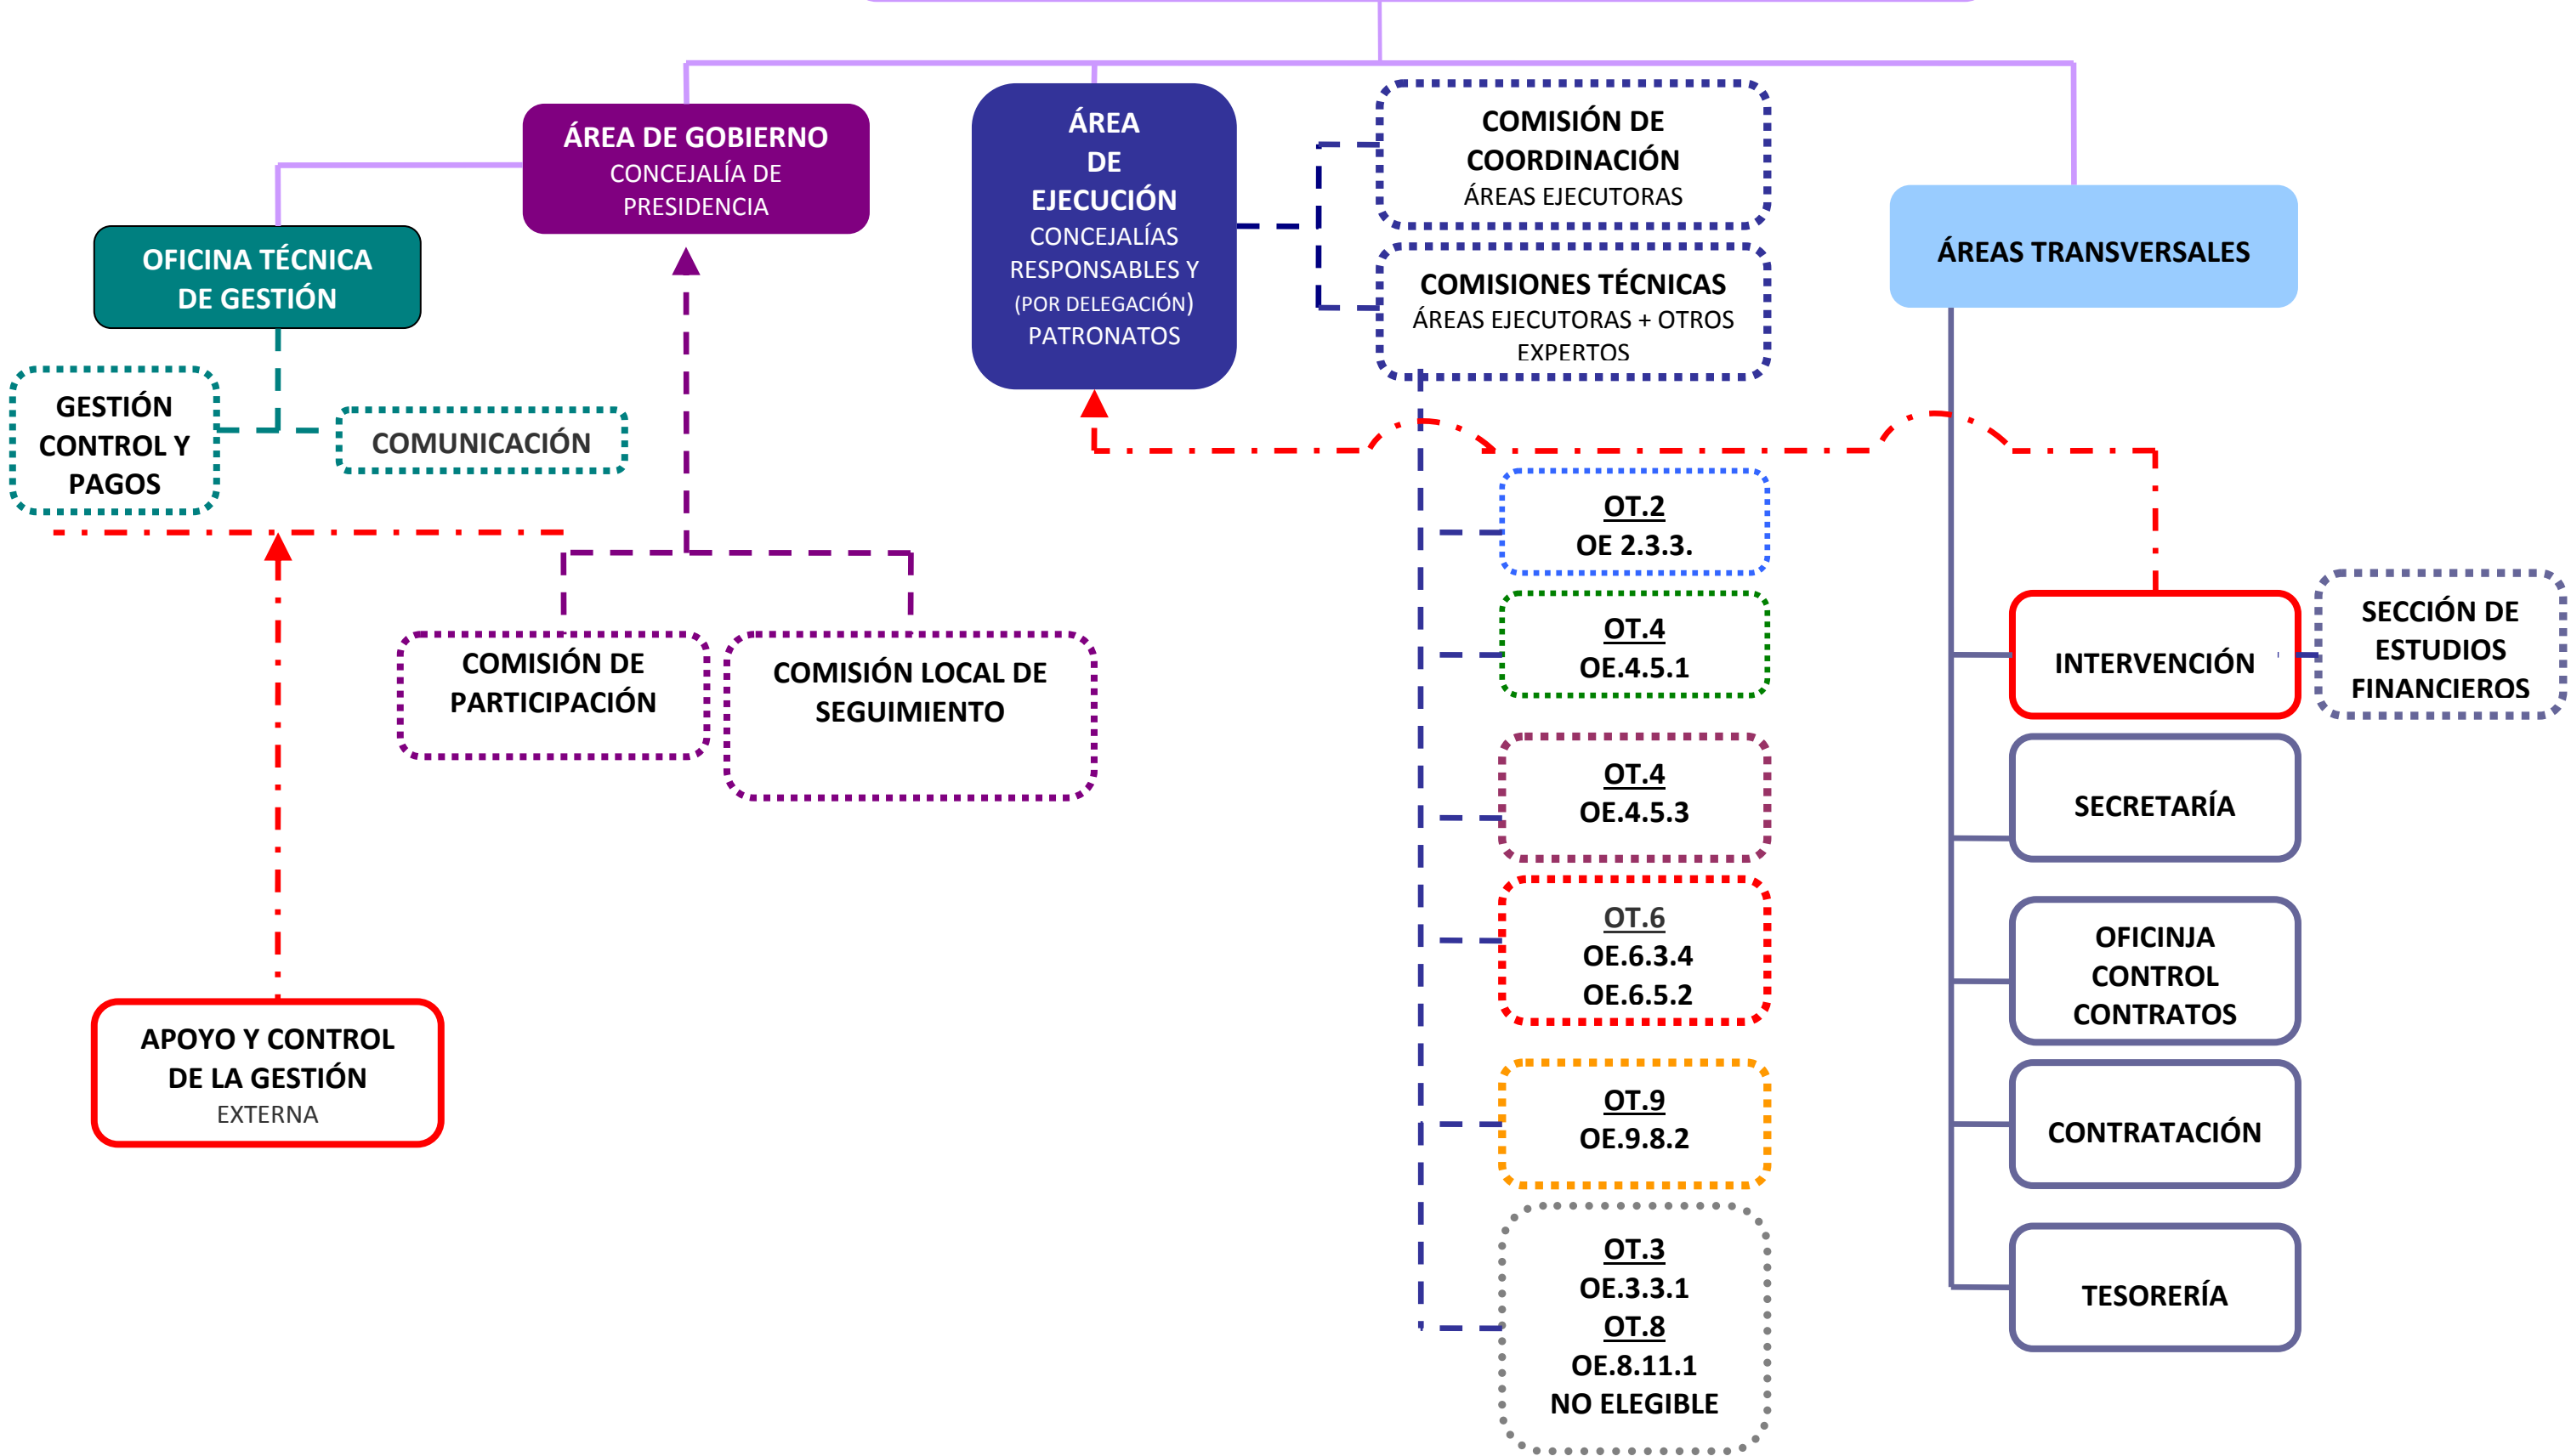 ÁREA DE GOBIERNO
CONCEJALÍA DE
PRESIDENCIA
OFICINA TÉCNICA
DE GESTIÓN
GESTIÓN
CONTROL Y
PAGOS
COMUNICACIÓN
COMISIÓN DE
PARTICIPACIÓN
COMISIÓN LOCAL DE
SEGUIMIENTO
APOYO Y CONTROL
DE LA GESTIÓN
EXTERNA
ÁREA
DE
EJECUCIÓN
CONCEJALÍAS
RESPONSABLES Y
(POR DELEGACIÓN)
PATRONATOS
COMISIÓN DE
COORDINACIÓN
ÁREAS EJECUTORAS
COMISIONES TÉCNICAS
ÁREAS EJECUTORAS + OTROS
EXPERTOS
OT.2
OE 2.3.3.
OT.4
OE.4.5.1
OT.4
OE.4.5.3
OT.6
OE.6.3.4
OE.6.5.2
OT.9
OE.9.8.2
OT.3
OE.3.3.1
OT.8
OE.8.11.1
NO ELEGIBLE
ÁREAS TRANSVERSALES
INTERVENCIÓN
SECCIÓN DE
ESTUDIOS
FINANCIEROS
SECRETARÍA
OFICINJA
CONTROL
CONTRATOS
CONTRATACIÓN
TESORERÍA